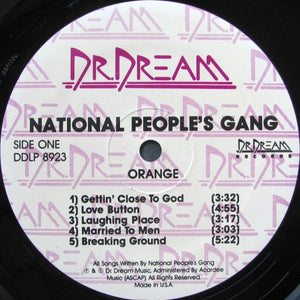 DR.DREAM
NATIONAL PEOPLE'S GANG
SIDE ONE
DDLP 8923
DR.DREAM
RECORDS
ORANGE
1) Gettin' Close To God (3:32)
2) Love Button (4:55)
3) Laughing Place (3:17)
4) Married To Men (3:03)
5) Breaking Ground (5:22)
All Songs Written By National People's Gang
℗ & © Dr. Dream Music, Administered By Acardee
Music (ASCAP) All Rights Reserved. Made In U.S.A.